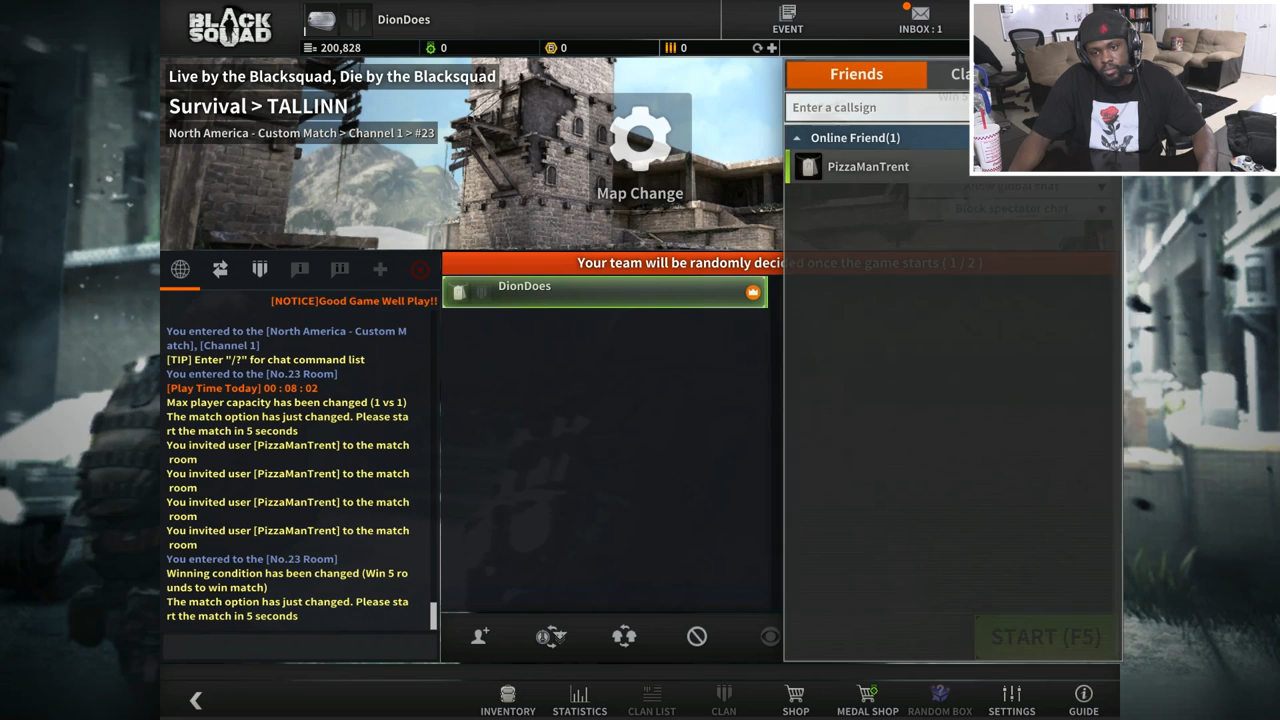 BLACK
SQUAD
DionDoes
200,828
0
0
0
EVENT
INBOX : 1
Live by the Blacksquad, Die by the Blacksquad
Survival > TALLINN
North America - Custom Match > Channel 1 > #23
Map Change
Friends
Cla
Enter a callsign
Online Friend(1)
PizzaManTrent
Allow global chat
Block spectator chat
Your team will be randomly decided once the game starts ( 1 / 2 )
DionDoes
[NOTICE]Good Game Well Play!!
You entered to the [North America - Custom M
atch], [Channel 1]
[TIP] Enter "/?" for chat command list
You entered to the [No.23 Room]
[Play Time Today] 00 : 08 : 02
Max player capacity has been changed (1 vs 1)
The match option has just changed. Please sta
rt the match in 5 seconds
You invited user [PizzaManTrent] to the match
room
You invited user [PizzaManTrent] to the match
room
You invited user [PizzaManTrent] to the match
room
You invited user [PizzaManTrent] to the match
room
You entered to the [No.23 Room]
Winning condition has been changed (Win 5 ro
unds to win match)
The match option has just changed. Please sta
rt the match in 5 seconds
START (F5)
INVENTORY
STATISTICS
CLAN LIST
CLAN
SHOP
MEDAL SHOP
RANDOM BOX
SETTINGS
GUIDE